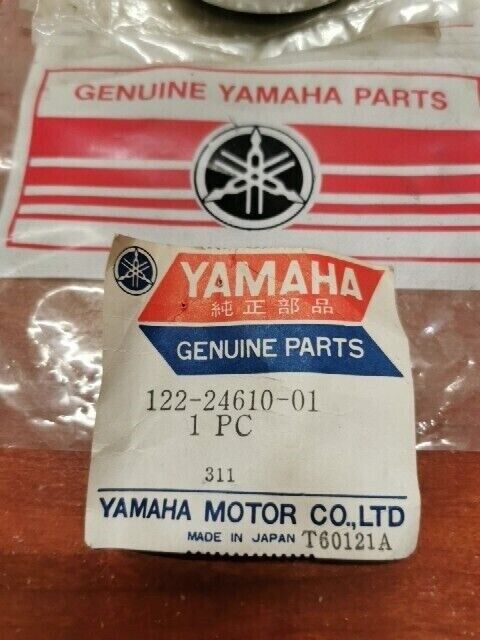 GENUINE YAMAHA PARTS
YAMAHA
純正部品
GENUINE PARTS
122-24610-01
1 PC
311
YAMAHA MOTOR CO.,LTD
MADE IN JAPAN T60121A